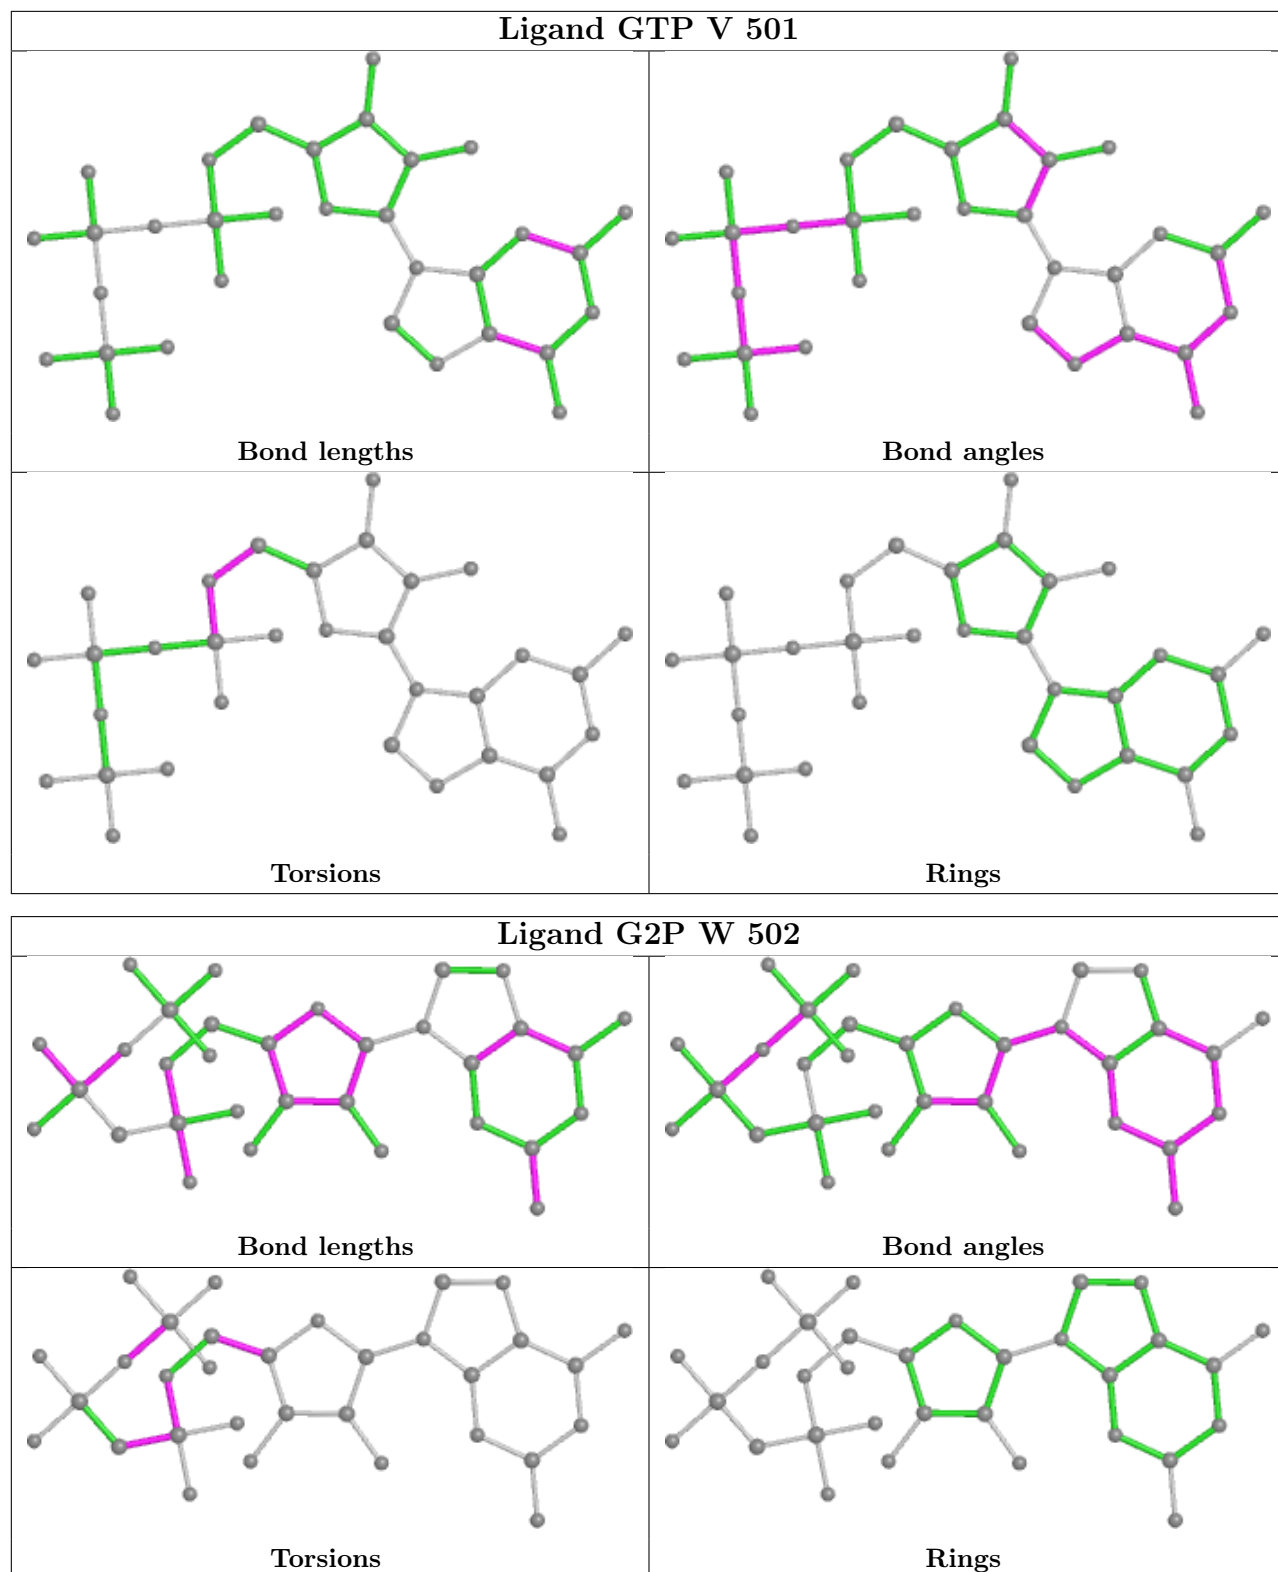 Ligand GTP V 501
Bond lengths
Bond angles
Torsions
Rings
Ligand G2P W 502
Bond lengths
Bond angles
Torsions
Rings